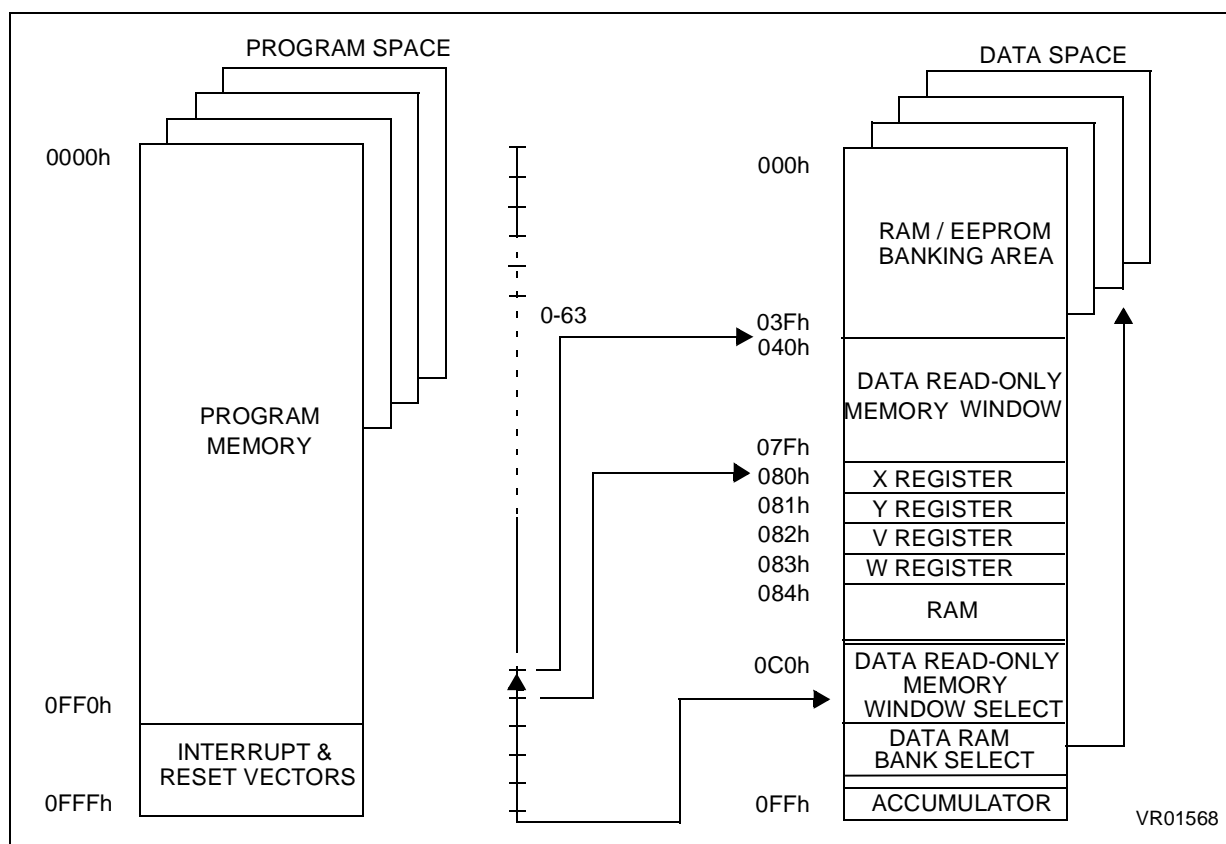 PROGRAM SPACE
0000h
PROGRAM
MEMORY
0FF0h
INTERRUPT &
RESET VECTORS
0FFFh
0-63
DATA SPACE
000h
RAM / EEPROM
BANKING AREA
03Fh
040h
DATA READ-ONLY
MEMORY WINDOW
07Fh
080h
X REGISTER
081h
Y REGISTER
082h
V REGISTER
083h
W REGISTER
084h
RAM
0C0h
DATA READ-ONLY
MEMORY
WINDOW SELECT
DATA RAM
BANK SELECT
0FFh
ACCUMULATOR
VR01568